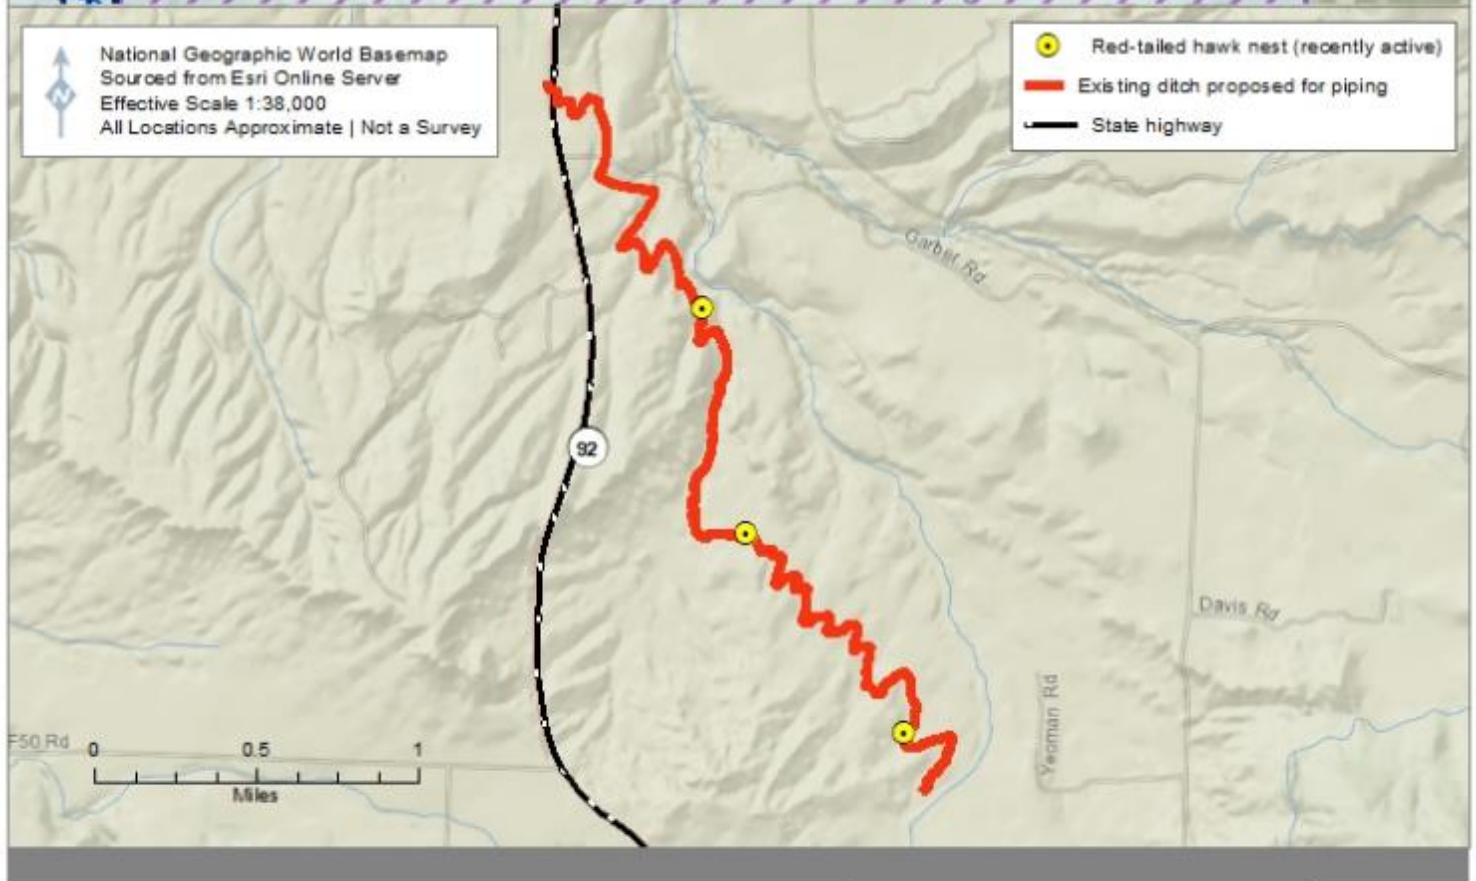 National Geographic World Basemap
Sourced from Esri Online Server
Effective Scale 1:38,000
All Locations Approximate | Not a Survey
N
Red-tailed hawk nest (recently active)
Existing ditch proposed for piping
State highway
Garbet Rd
92
Davis Rd
Yeoman Rd
F50 Rd
0 0.5 1
Miles